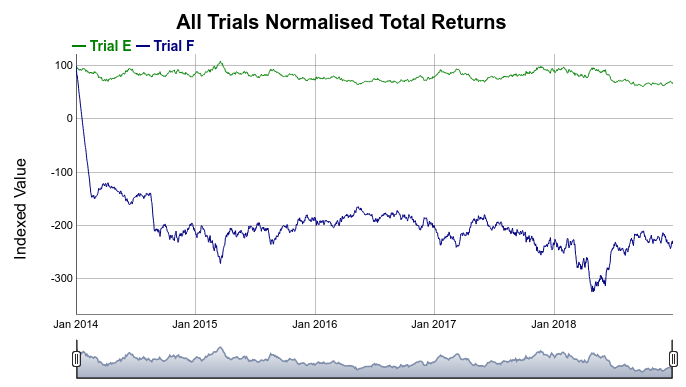 All Trials Normalised Total Returns
Trial E Trial F
Indexed Value
100
0
-100
-200
-300
Jan 2014 Jan 2015 Jan 2016 Jan 2017 Jan 2018